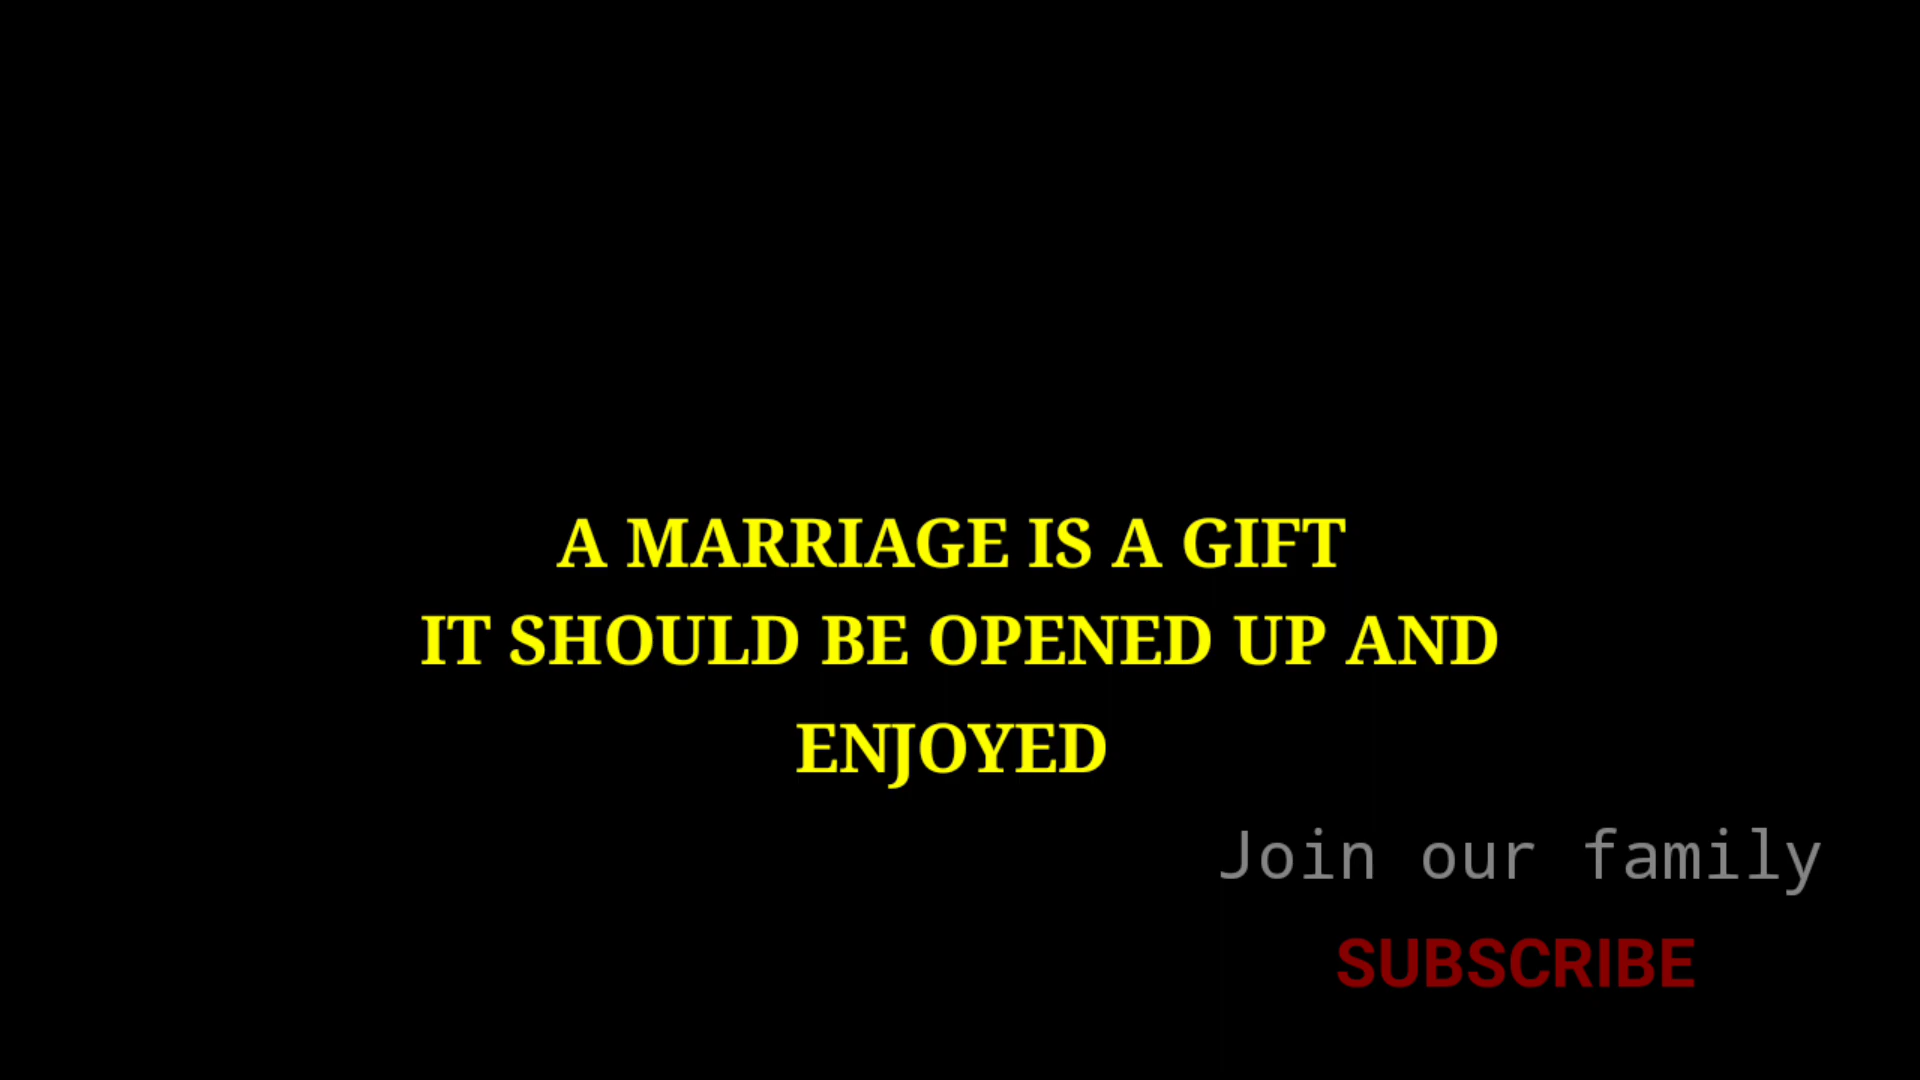 A MARRIAGE IS A GIFT
IT SHOULD BE OPENED UP AND
ENJOYED
Join our family
SUBSCRIBE